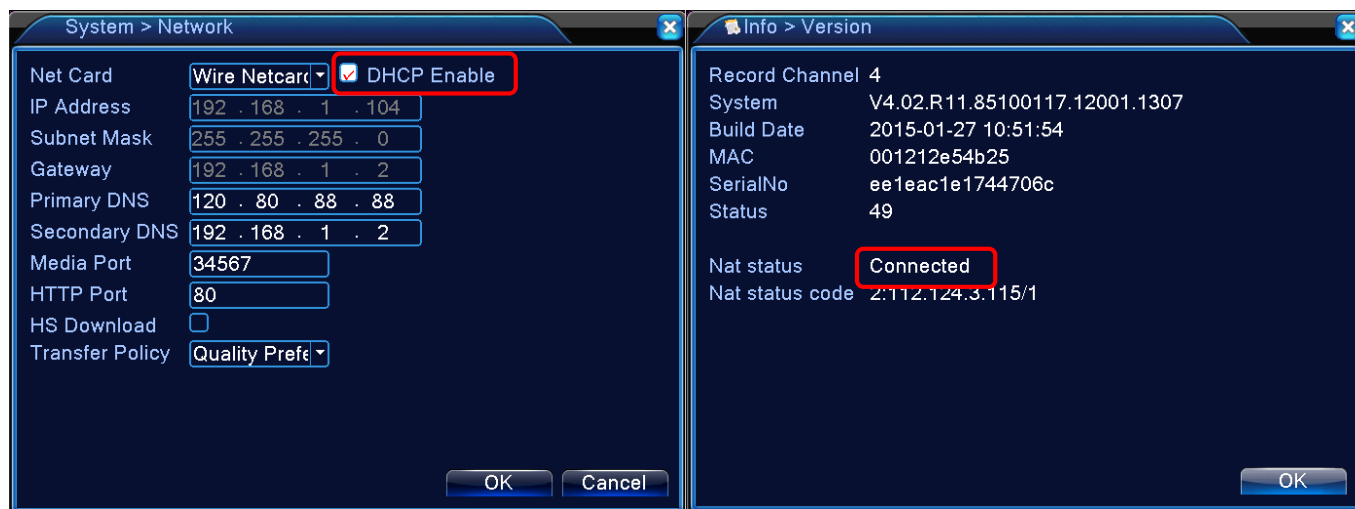 System > Network
Net Card Wire Netcarc DHCP Enable
IP Address 192 . 168 . 1 . 104
Subnet Mask 255 . 255 . 255 . 0
Gateway 192 . 168 . 1 . 2
Primary DNS 120 . 80 . 88 . 88
Secondary DNS 192 . 168 . 1 . 2
Media Port 34567
HTTP Port 80
HS Download
Transfer Policy Quality Prefe
OK Cancel
Info > Version
Record Channel 4
System V4.02.R11.85100117.12001.1307
Build Date 2015-01-27 10:51:54
MAC 001212e54b25
SerialNo ee1eac1e1744706c
Status 49
Nat status Connected
Nat status code 2:112.124.3.115/1
OK